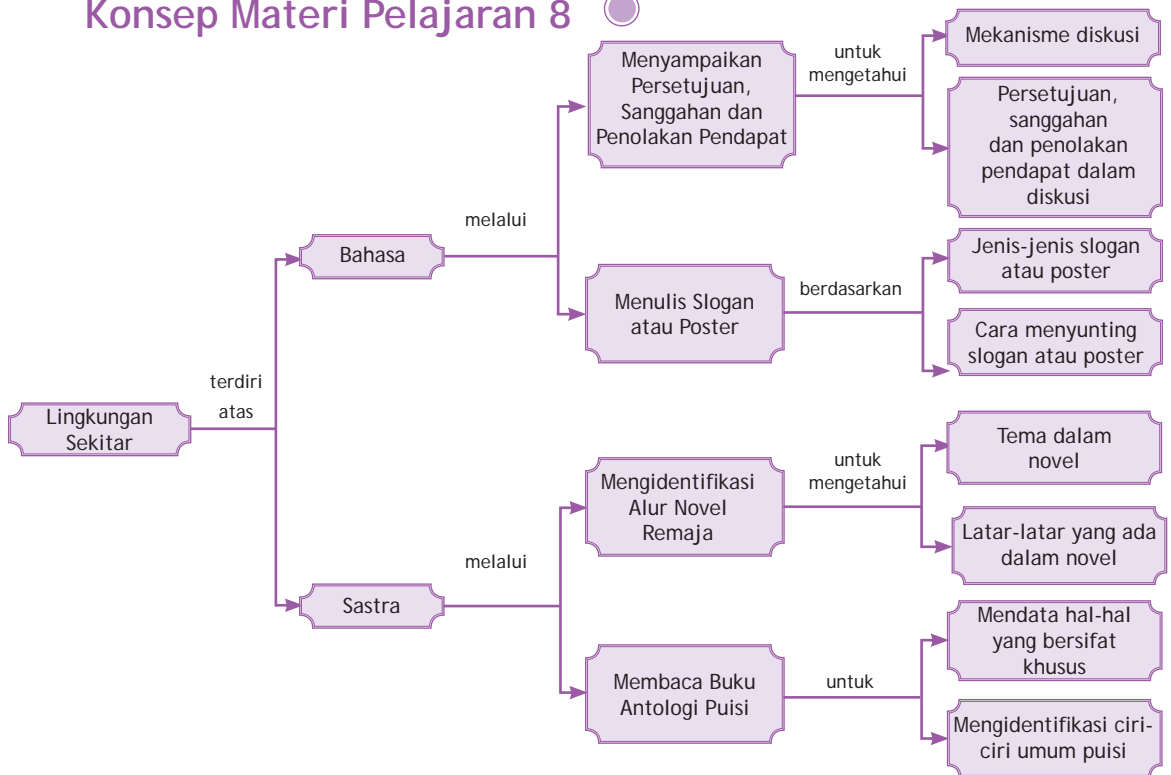 Konsep Materi Pelajaran 8
Lingkungan
Sekitar
terdiri
atas
Bahasa
melalui
Menyampaikan
Persetujuan,
Sanggahan dan
Penolakan Pendapat
untuk
mengetahui
Mekanisme diskusi
Persetujuan,
sanggahan
dan penolakan
pendapat dalam
diskusi
Menulis Slogan
atau Poster
berdasarkan
Jenis-jenis slogan
atau poster
Cara menyunting
slogan atau poster
Sastra
melalui
Mengidentifikasi
Alur Novel
Remaja
untuk
mengetahui
Tema dalam
novel
Latar-latar yang ada
dalam novel
Membaca Buku
Antologi Puisi
untuk
Mendata hal-hal
yang bersifat
khusus
Mengidentifikasi ciri-
ciri umum puisi